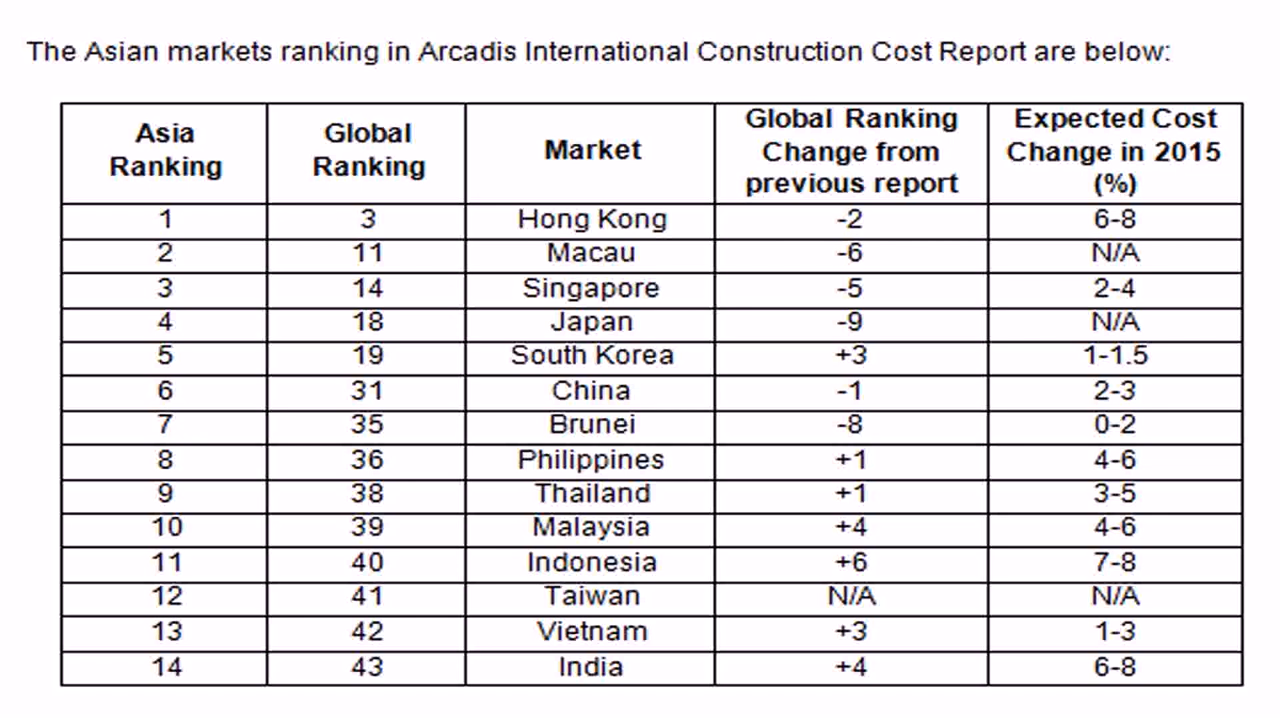 The Asian markets ranking in Arcadis International Construction Cost Report are below:
Asia Ranking Global Ranking Market Global Ranking Change from previous report Expected Cost Change in 2015 (%)
1 3 Hong Kong -2 6-8
2 11 Macau -6 N/A
3 14 Singapore -5 2-4
4 18 Japan -9 N/A
5 19 South Korea +3 1-1.5
6 31 China -1 2-3
7 35 Brunei -8 0-2
8 36 Philippines +1 4-6
9 38 Thailand +1 3-5
10 39 Malaysia +4 4-6
11 40 Indonesia +6 7-8
12 41 Taiwan N/A N/A
13 42 Vietnam +3 1-3
14 43 India +4 6-8